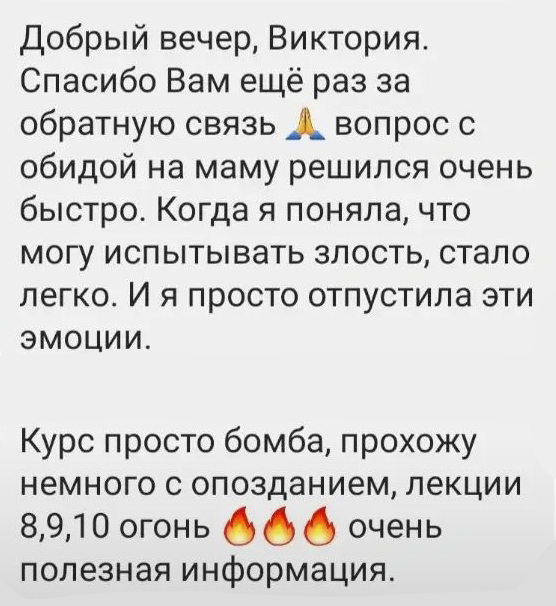 Добрый вечер, Виктория.
Спасибо Вам ещё раз за
обратную связь 🙏 вопрос с
обидой на маму решился очень
быстро. Когда я поняла, что
могу испытывать злость, стало
легко. И я просто отпустила эти
эмоции.
Курс просто бомба, прохожу
немного с опозданием, лекции
8,9,10 огонь 🔥🔥🔥 очень
полезная информация.